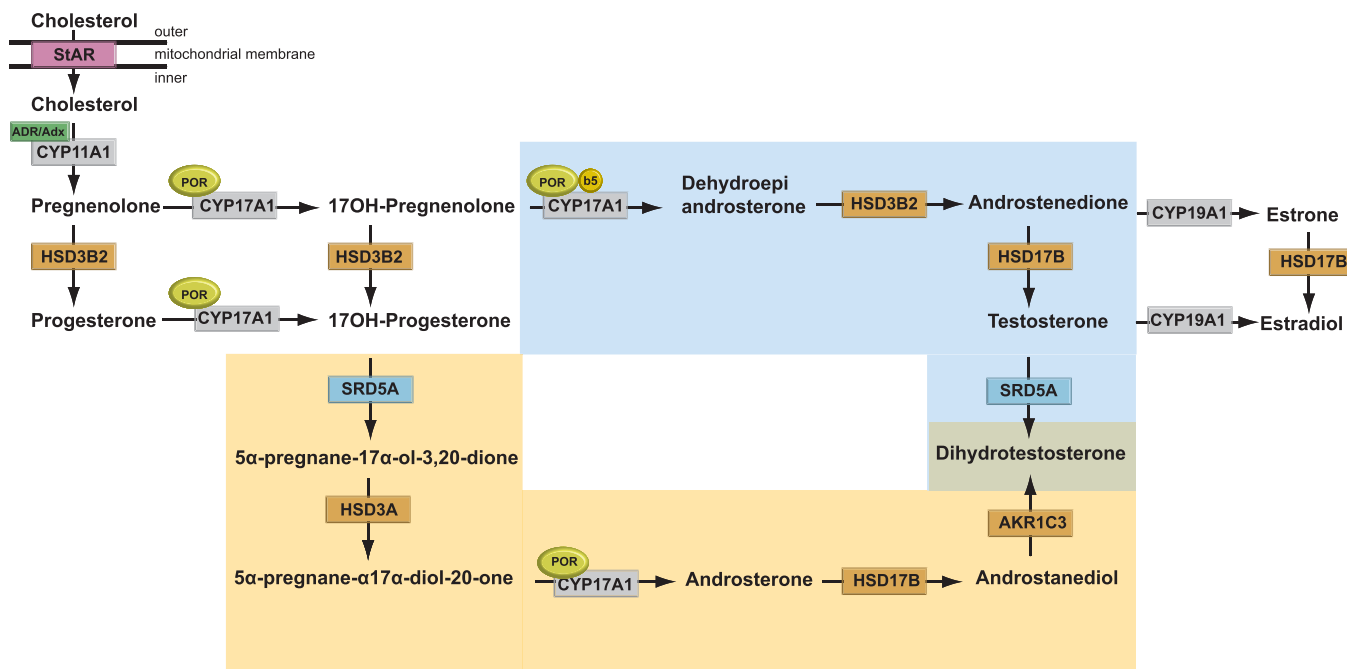 Cholesterol
outer
StAR
mitochondrial membrane
inner
Cholesterol
ADR/Adx
CYP11A1
POR
POR b5
Pregnenolone CYP17A1 17OH-Pregnenolone CYP17A1
Dehydroepi
androsterone
HSD3B2 Androstenedione CYP19A1 Estrone
HSD3B2 HSD3B2 HSD17B HSD17B
POR
Progesterone CYP17A1 17OH-Progesterone Testosterone CYP19A1 Estradiol
SRD5A SRD5A
5α-pregnane-17α-ol-3,20-dione Dihydrotestosterone
HSD3A AKR1C3
POR
5α-pregnane-α17α-diol-20-one CYP17A1 Androsterone HSD17B Androstanediol